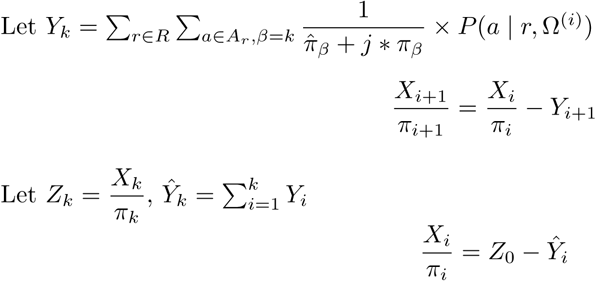 Let $Y_k = \sum_{r \in R} \sum_{a \in A_r, \beta = k} \frac{1}{\hat{\pi}_\beta + j * \pi_\beta} \times P(a \mid r, \Omega^{(i)})$
$\frac{X_{i+1}}{\pi_{i+1}} = \frac{X_i}{\pi_i} - Y_{i+1}$
Let $Z_k = \frac{X_k}{\pi_k}$, $\hat{Y}_k = \sum_{i=1}^{k} Y_i$
$\frac{X_i}{\pi_i} = Z_0 - \hat{Y}_i$